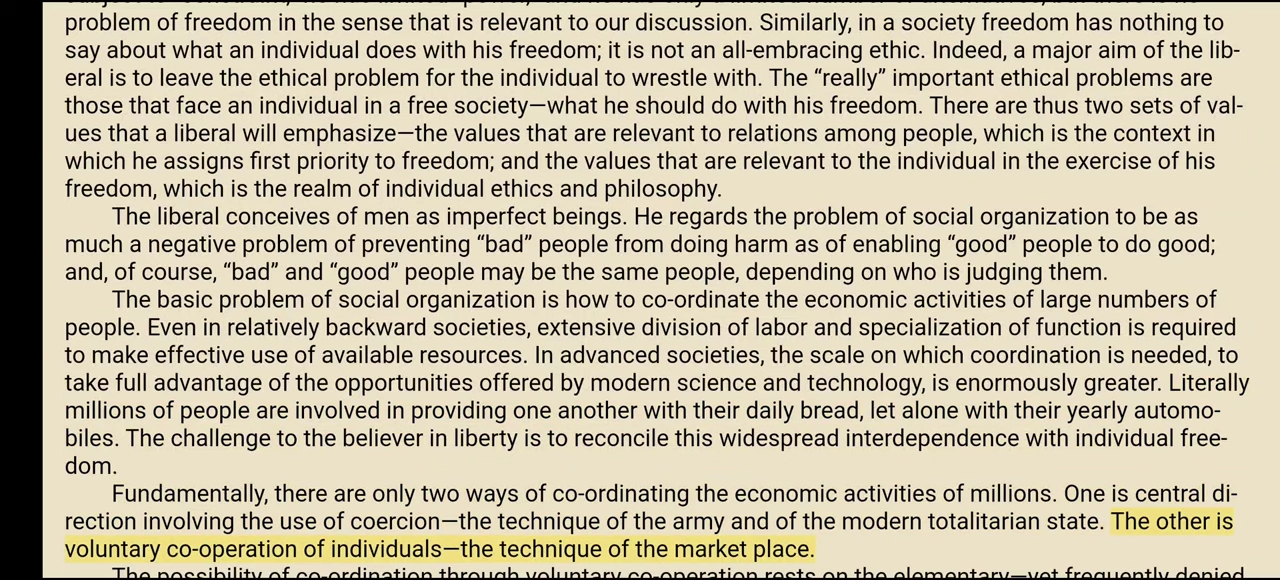 problem of freedom in the sense that is relevant to our discussion. Similarly, in a society freedom has nothing to
say about what an individual does with his freedom; it is not an all-embracing ethic. Indeed, a major aim of the lib-
eral is to leave the ethical problem for the individual to wrestle with. The “really” important ethical problems are
those that face an individual in a free society—what he should do with his freedom. There are thus two sets of val-
ues that a liberal will emphasize—the values that are relevant to relations among people, which is the context in
which he assigns first priority to freedom; and the values that are relevant to the individual in the exercise of his
freedom, which is the realm of individual ethics and philosophy.
The liberal conceives of men as imperfect beings. He regards the problem of social organization to be as
much a negative problem of preventing “bad” people from doing harm as of enabling “good” people to do good;
and, of course, “bad” and “good” people may be the same people, depending on who is judging them.
The basic problem of social organization is how to co-ordinate the economic activities of large numbers of
people. Even in relatively backward societies, extensive division of labor and specialization of function is required
to make effective use of available resources. In advanced societies, the scale on which coordination is needed, to
take full advantage of the opportunities offered by modern science and technology, is enormously greater. Literally
millions of people are involved in providing one another with their daily bread, let alone with their yearly automo-
biles. The challenge to the believer in liberty is to reconcile this widespread interdependence with individual free-
dom.
Fundamentally, there are only two ways of co-ordinating the economic activities of millions. One is central di-
rection involving the use of coercion—the technique of the army and of the modern totalitarian state. The other is
voluntary co-operation of individuals—the technique of the market place.
The possibility of co-ordination through voluntary co-operation rests on the elementary—yet frequently denied